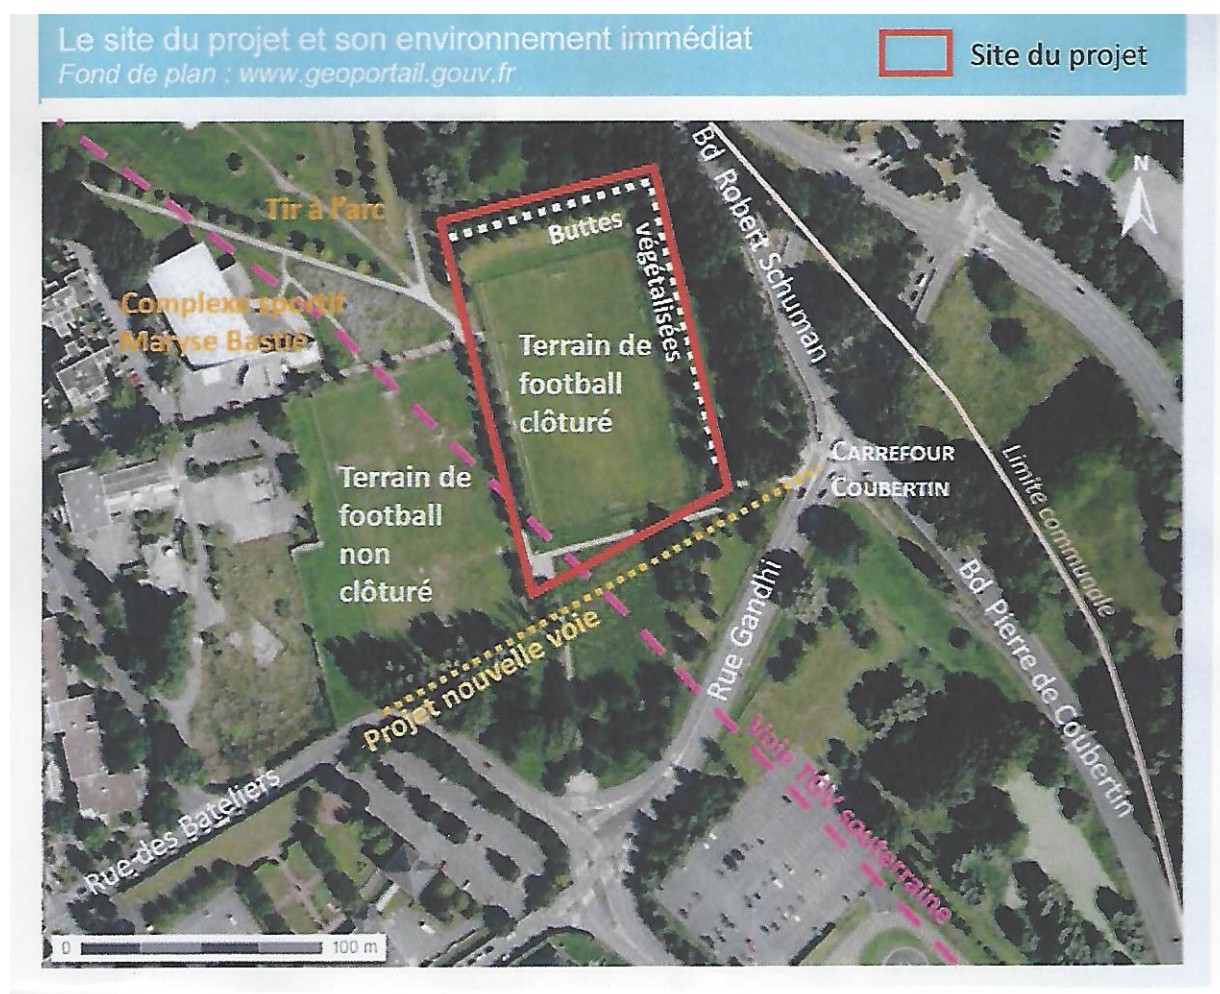 Le site du projet et son environnement immédiat
Fond de plan : www.geoportail.gouv.fr
Site du projet
Bd Robert Schuman
N
Tir à l'arc
Buttes
végétalisées
Complexe sportif
Maryse Bastié
Terrain de
football
clôturé
Terrain de
football
non
clôturé
CARREFOUR
COUBERTIN
Limite communale
Bd Pierre de Coubertin
Rue Gandhi
Projet nouvelle voie
Voie TGV souterraine
Rue des Bateliers
0 100 m